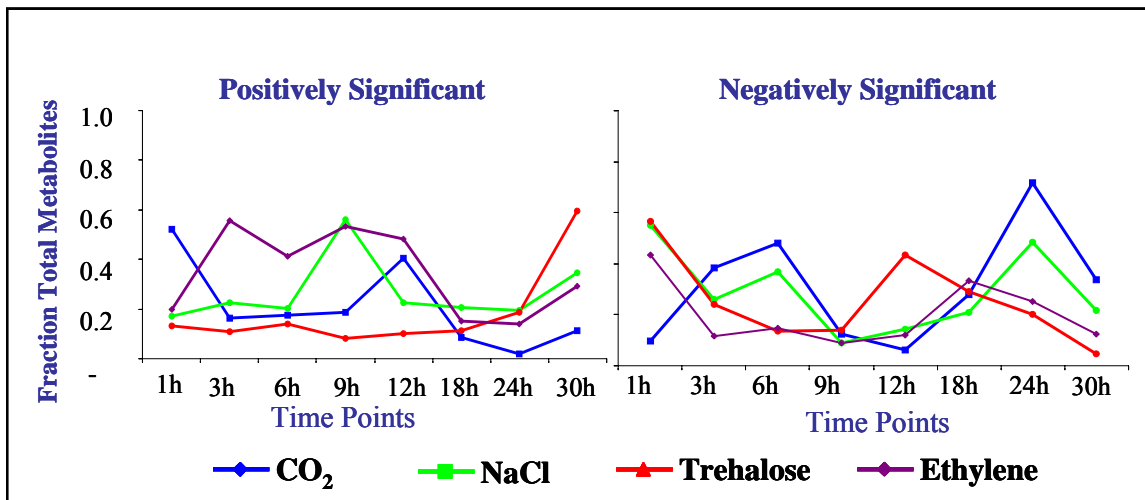 Positively Significant
Negatively Significant
Fraction Total Metabolites
1.0
0.8
0.6
0.4
0.2
-
1h 3h 6h 9h 12h 18h 24h 30h
Time Points
1h 3h 6h 9h 12h 18h 24h 30h
Time Points
CO₂ NaCl Trehalose Ethylene